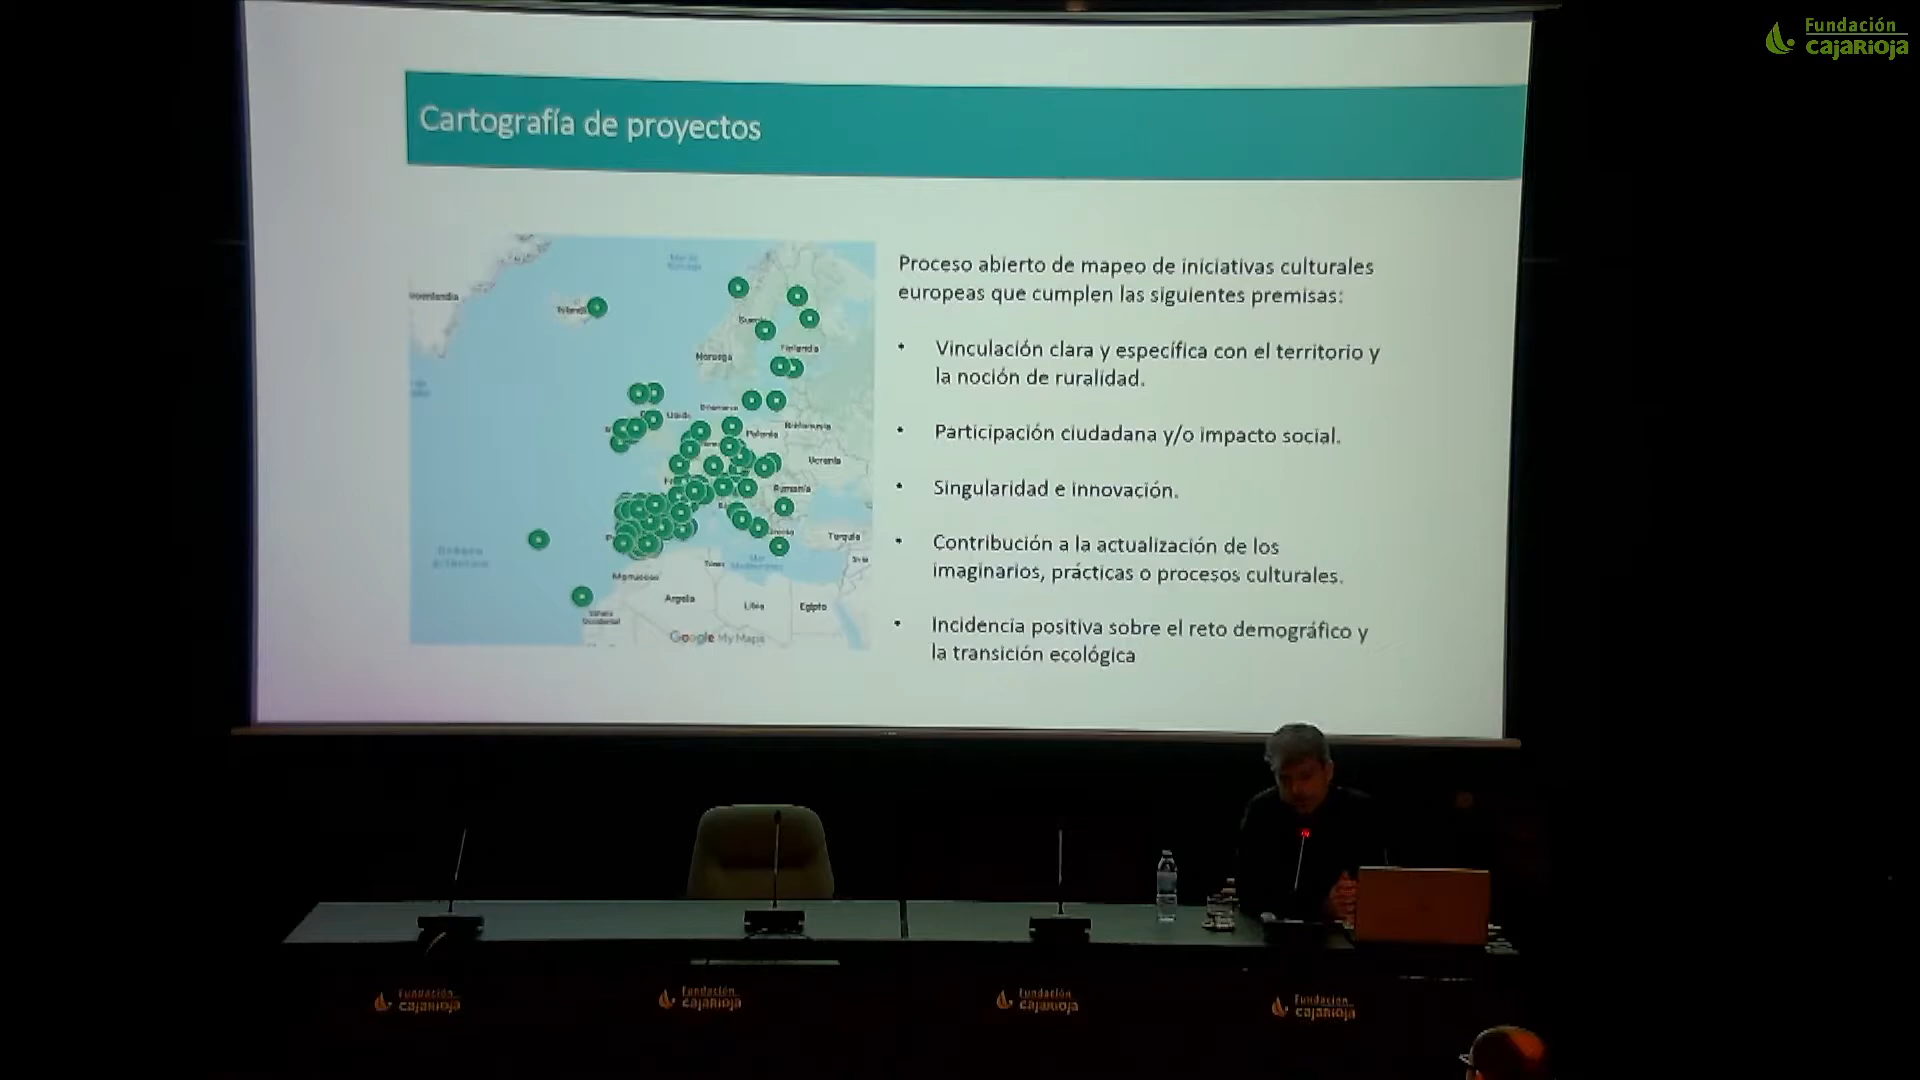 Fundación
cajaRioja
Cartografía de proyectos
Proceso abierto de mapeo de iniciativas culturales
europeas que cumplen las siguientes premisas:
• Vinculación clara y específica con el territorio y
la noción de ruralidad.
• Participación ciudadana y/o impacto social.
• Singularidad e innovación.
• Contribución a la actualización de los
imaginarios, prácticas o procesos culturales.
• Incidencia positiva sobre el reto demográfico y
la transición ecológica
Noruega
Finlandia
Polonia
Ucrania
Rumanía
Turquía
Marruecos
Túnez
Argelia
Libia
Egipto
Google My Maps
Fundación
cajaRioja
Fundación
cajaRioja
Fundación
cajaRioja
Fundación
cajaRioja